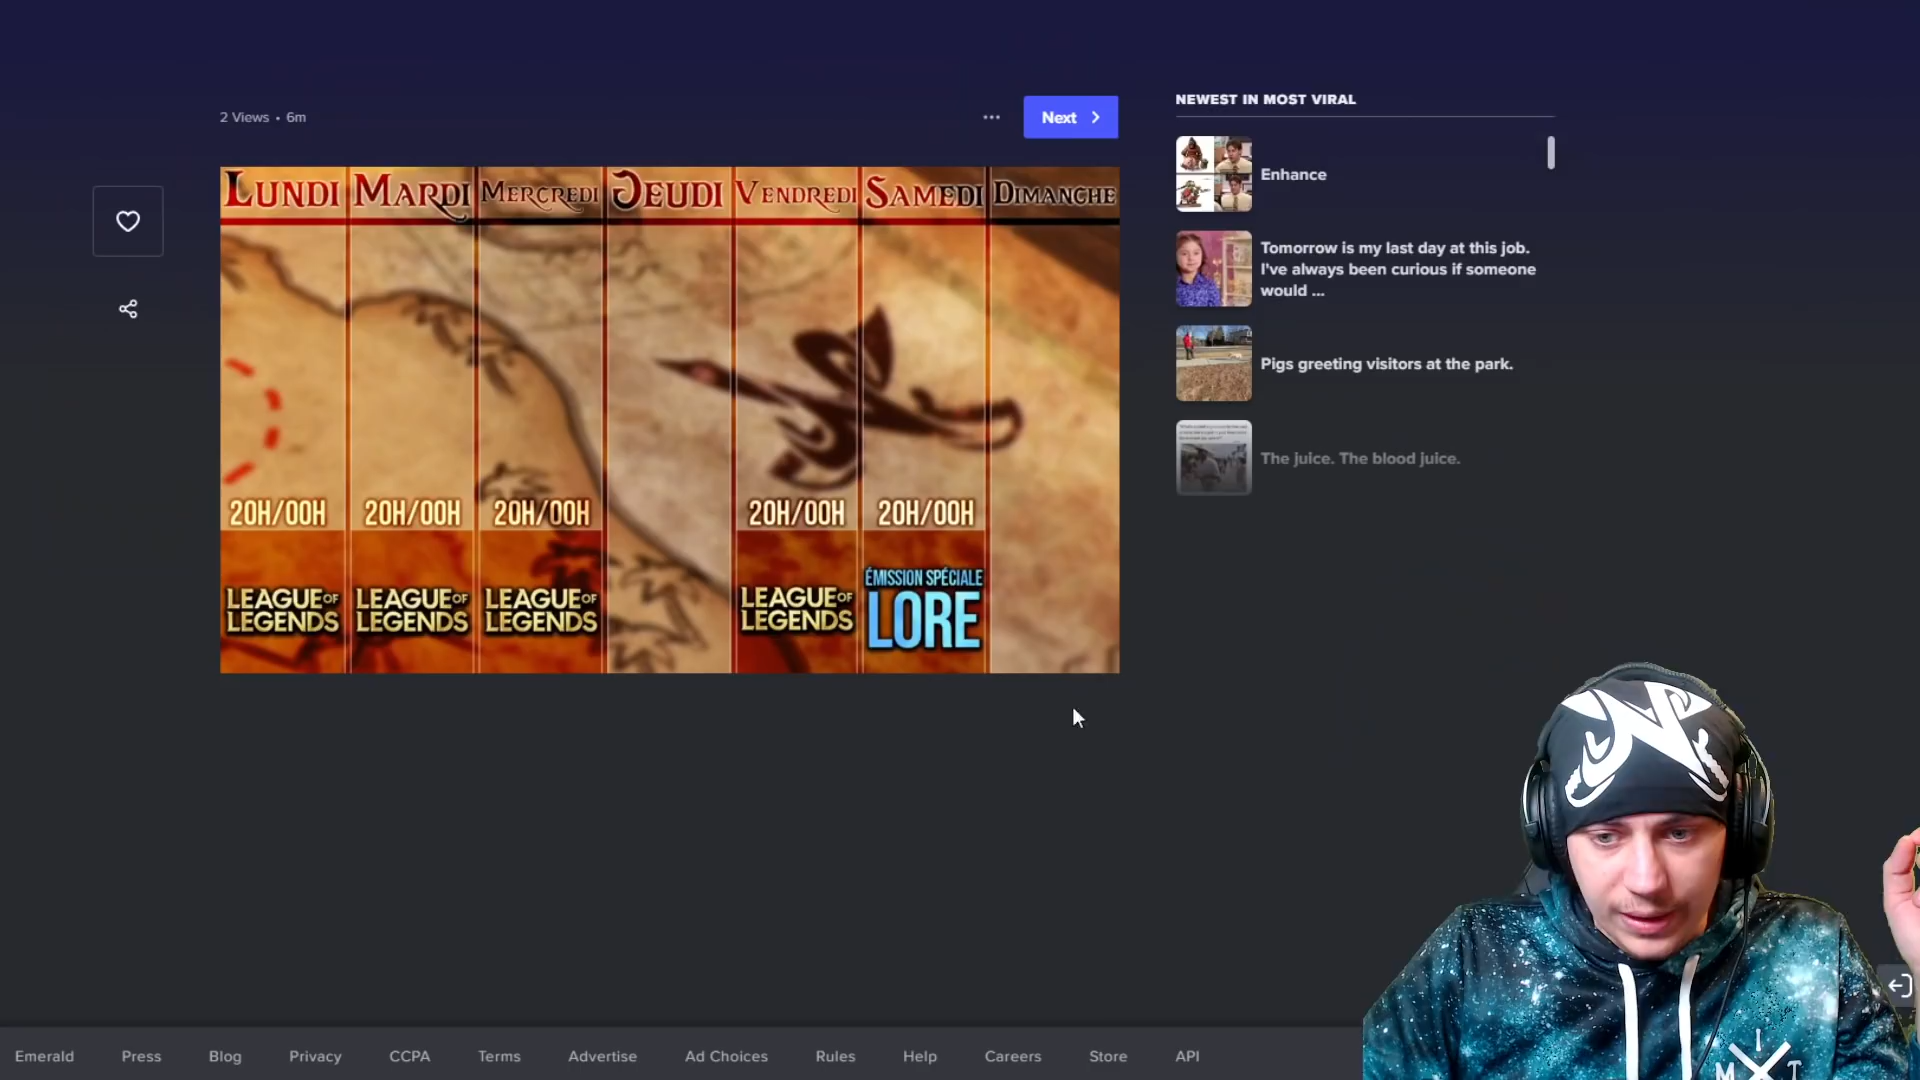 2 Views • 6m
Next
NEWEST IN MOST VIRAL
Enhance
Tomorrow is my last day at this job.
I've always been curious if someone
would ...
Pigs greeting visitors at the park.
The juice. The blood juice.
LUNDI MARDI MERCREDI JEUDI VENDREDI SAMEDI DIMANCHE
20H/00H 20H/00H 20H/00H 20H/00H 20H/00H
LEAGUE OF LEGENDS
LEAGUE OF LEGENDS
LEAGUE OF LEGENDS
LEAGUE OF LEGENDS
ÉMISSION SPÉCIALE
LORE
N
M T
Emerald Press Blog Privacy CCPA Terms Advertise Ad Choices Rules Help Careers Store API